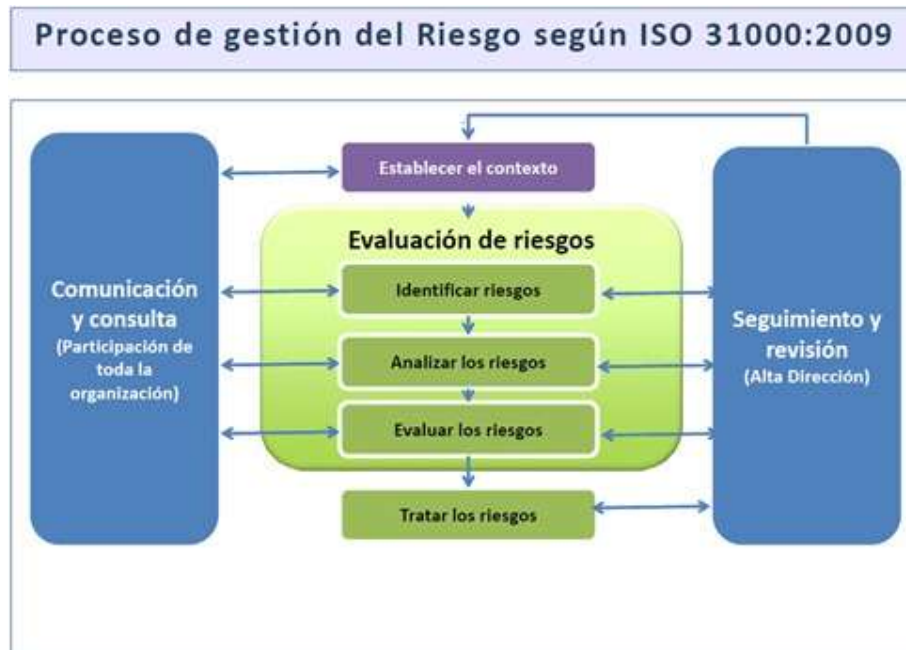 Proceso de gestión del Riesgo según ISO 31000:2009
Establecer el contexto
Evaluación de riesgos
Identificar riesgos
Analizar los riesgos
Evaluar los riesgos
Tratar los riesgos
Comunicación
y consulta
(Participación de
toda la
organización)
Seguimiento y
revisión
(Alta Dirección)